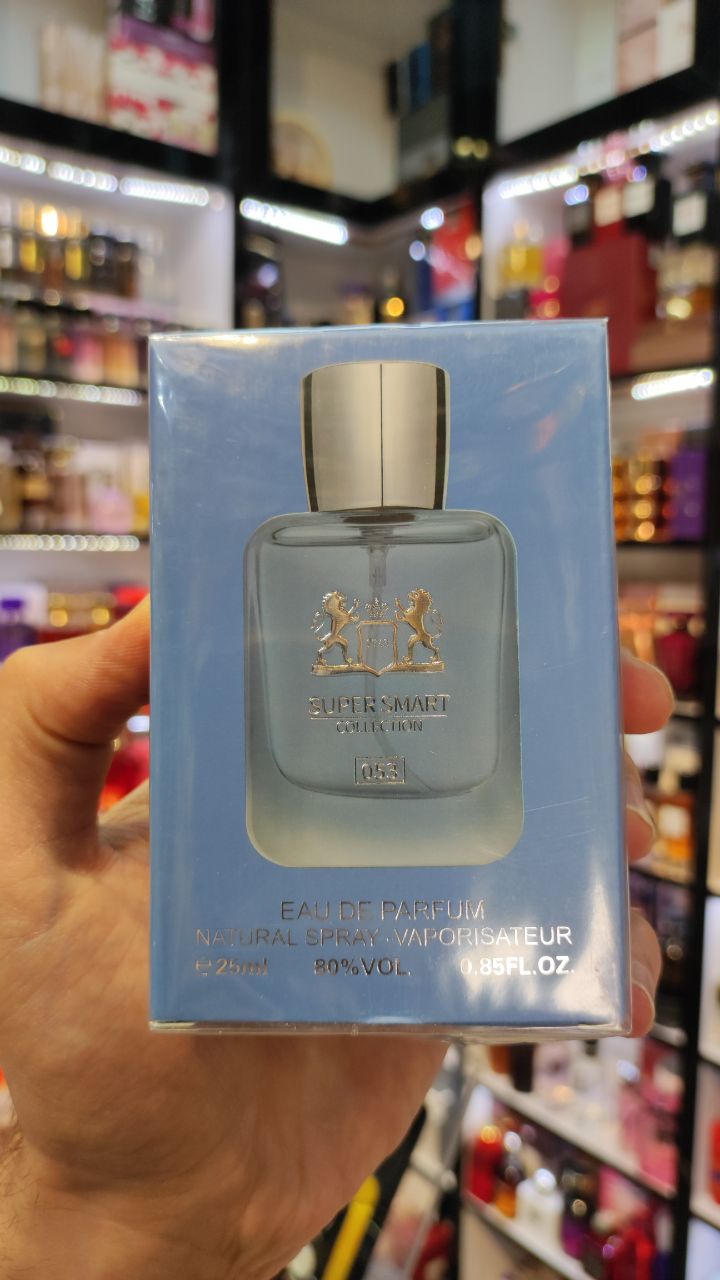 SUPER SMART
COLLECTION
053
EAU DE PARFUM
NATURAL SPRAY·VAPORISATEUR
℮25ml 80%VOL. 0.85FL.OZ.